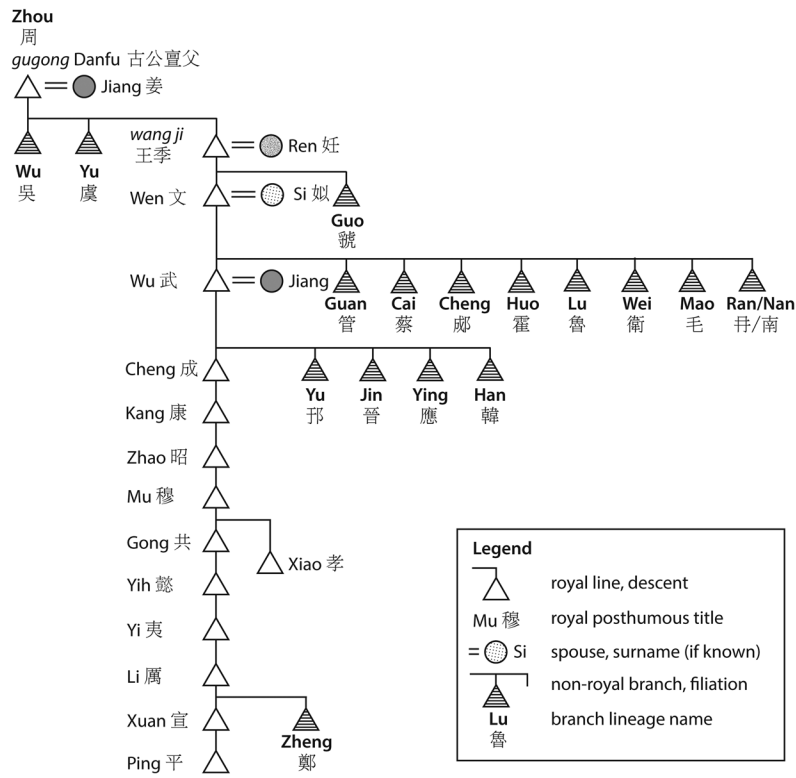 Zhou
周
gugong Danfu 古公亶父
Jiang 姜
wang ji
王季
Ren 妊
Wu
吳
Yu
虞
Wen 文
Si 姒
Guo
虢
Wu 武
Jiang
Guan
管
Cai
蔡
Cheng
郕
Huo
霍
Lu
魯
Wei
衛
Mao
毛
Ran/Nan
冄/南
Cheng 成
Yu
邘
Jin
晉
Ying
應
Han
韓
Kang 康
Zhao 昭
Mu 穆
Gong 共
Xiao 孝
Yih 懿
Yi 夷
Li 厲
Xuan 宣
Zheng
鄭
Ping 平
Legend
royal line, descent
Mu 穆 royal posthumous title
= Si spouse, surname (if known)
non-royal branch, filiation
Lu branch lineage name
魯